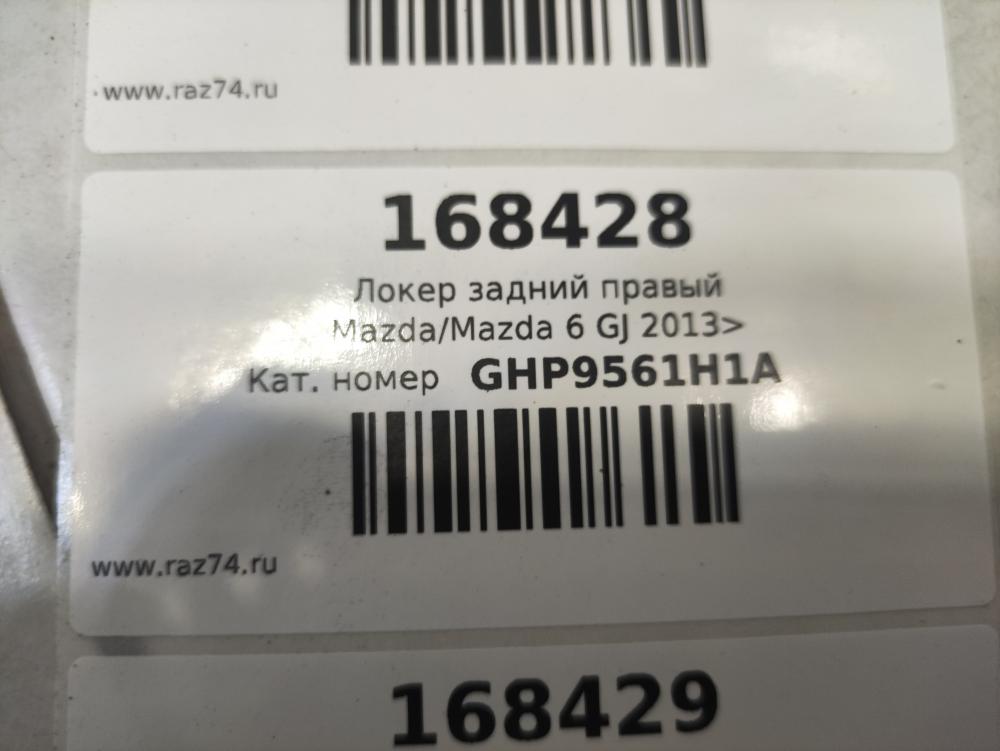 www.raz74.ru
168428
Локер задний правый
Mazda/Mazda 6 GJ 2013>
Кат. номер GHP9561H1A
www.raz74.ru
168429